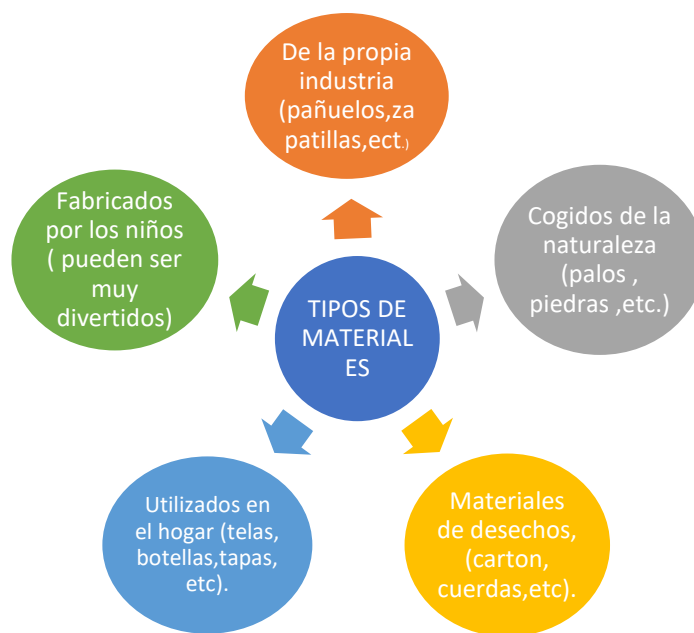 De la propia
industria
(pañuelos,za
patillas,ect.)
Fabricados
por los niños
( pueden ser
muy
divertidos)
Cogidos de la
naturaleza
(palos ,
piedras ,etc.)
TIPOS DE
MATERIAL
ES
Utilizados en
el hogar (telas,
botellas,tapas,
etc).
Materiales
de desechos,
(carton,
cuerdas,etc).